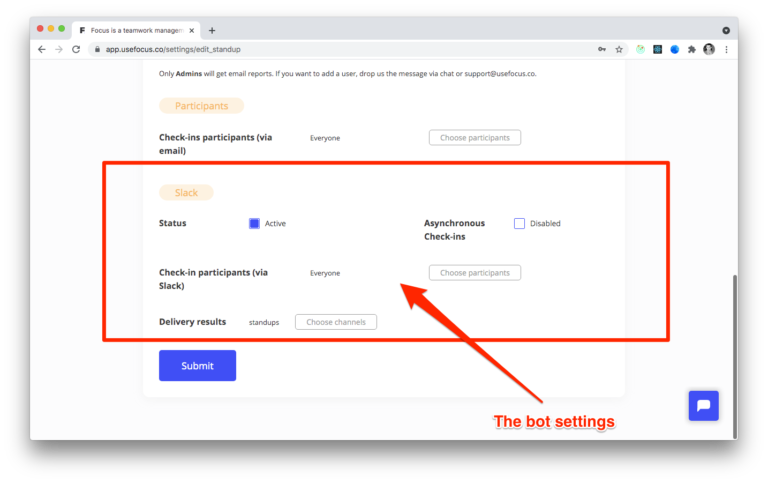 F Focus is a teamwork managem
app.usefocus.co/settings/edit_standup
Only Admins will get email reports. If you want to add a user, drop us the message via chat or support@usefocus.co.
Participants
Check-ins participants (via
email)
Everyone
Choose participants
Slack
Status
Active
Asynchronous
Check-ins
Disabled
Check-in participants (via
Slack)
Everyone
Choose participants
Delivery results
standups
Choose channels
Submit
The bot settings